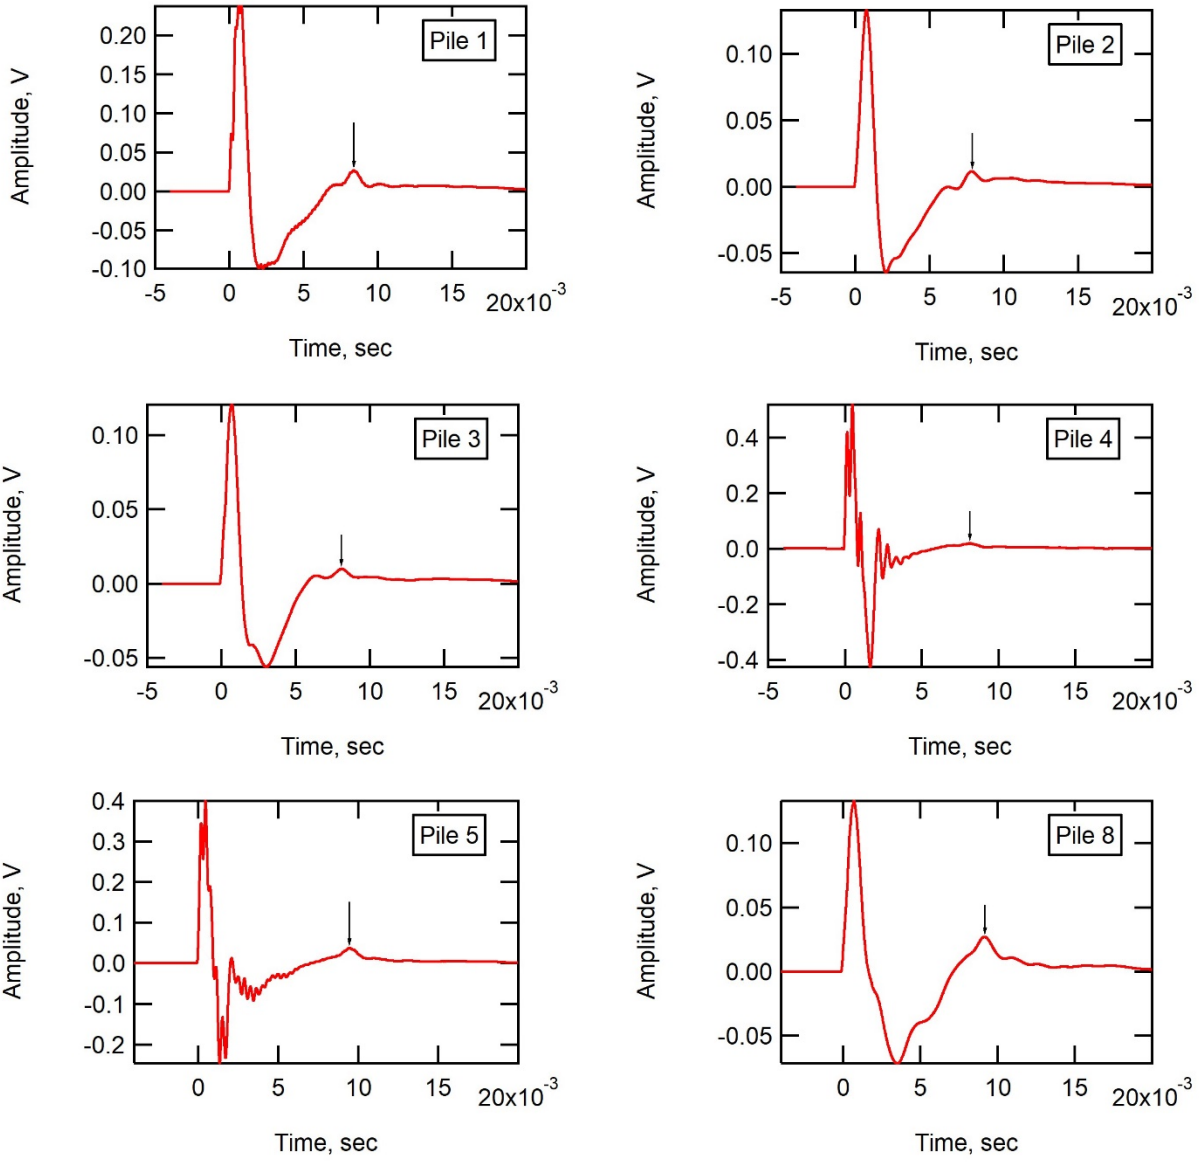 Pile 1
Amplitude, V
0.20
0.15
0.10
0.05
0.00
-0.05
-0.10
-5 0 5 10 15 20x10-3
Time, sec
Pile 2
Amplitude, V
0.10
0.05
0.00
-0.05
-5 0 5 10 15 20x10-3
Time, sec
Pile 3
Amplitude, V
0.10
0.05
0.00
-0.05
-5 0 5 10 15 20x10-3
Time, sec
Pile 4
Amplitude, V
0.4
0.2
0.0
-0.2
-0.4
-5 0 5 10 15 20x10-3
Time, sec
Pile 5
Amplitude, V
0.4
0.3
0.2
0.1
0.0
-0.1
-0.2
0 5 10 15 20x10-3
Time, sec
Pile 8
Amplitude, V
0.10
0.05
0.00
-0.05
0 5 10 15 20x10-3
Time, sec